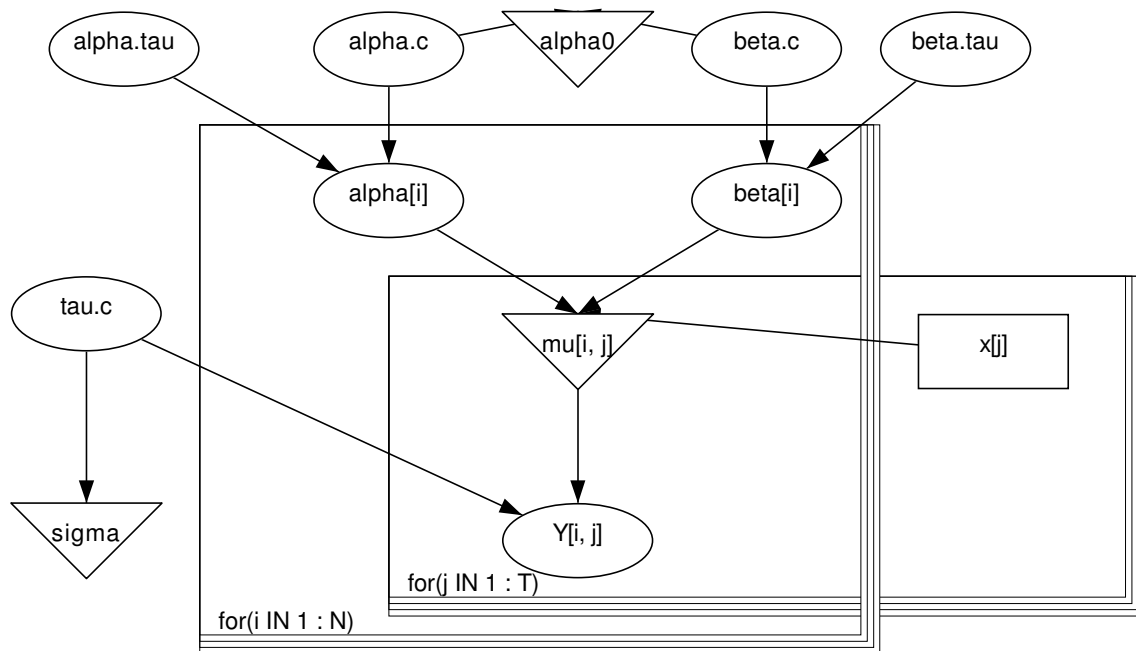 alpha.tau
alpha.c
alpha0
beta.c
beta.tau
alpha[i]
beta[i]
tau.c
mu[i, j]
x[j]
sigma
Y[i, j]
for(j IN 1 : T)
for(i IN 1 : N)